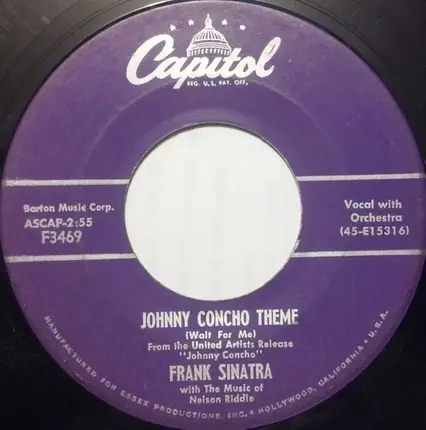 Capitol
REG. U.S. PAT. OFF.
Barton Music Corp.
ASCAP-2:55
F3469
Vocal with
Orchestra
(45-E15316)
JOHNNY CONCHO THEME
(Wait For Me)
From the United Artists Release
"Johnny Concho"
FRANK SINATRA
with The Music of
Nelson Riddle
MANUFACTURED FOR ESSEX PRODUCTIONS, INC. • HOLLYWOOD, CALIFORNIA • U.S.A.